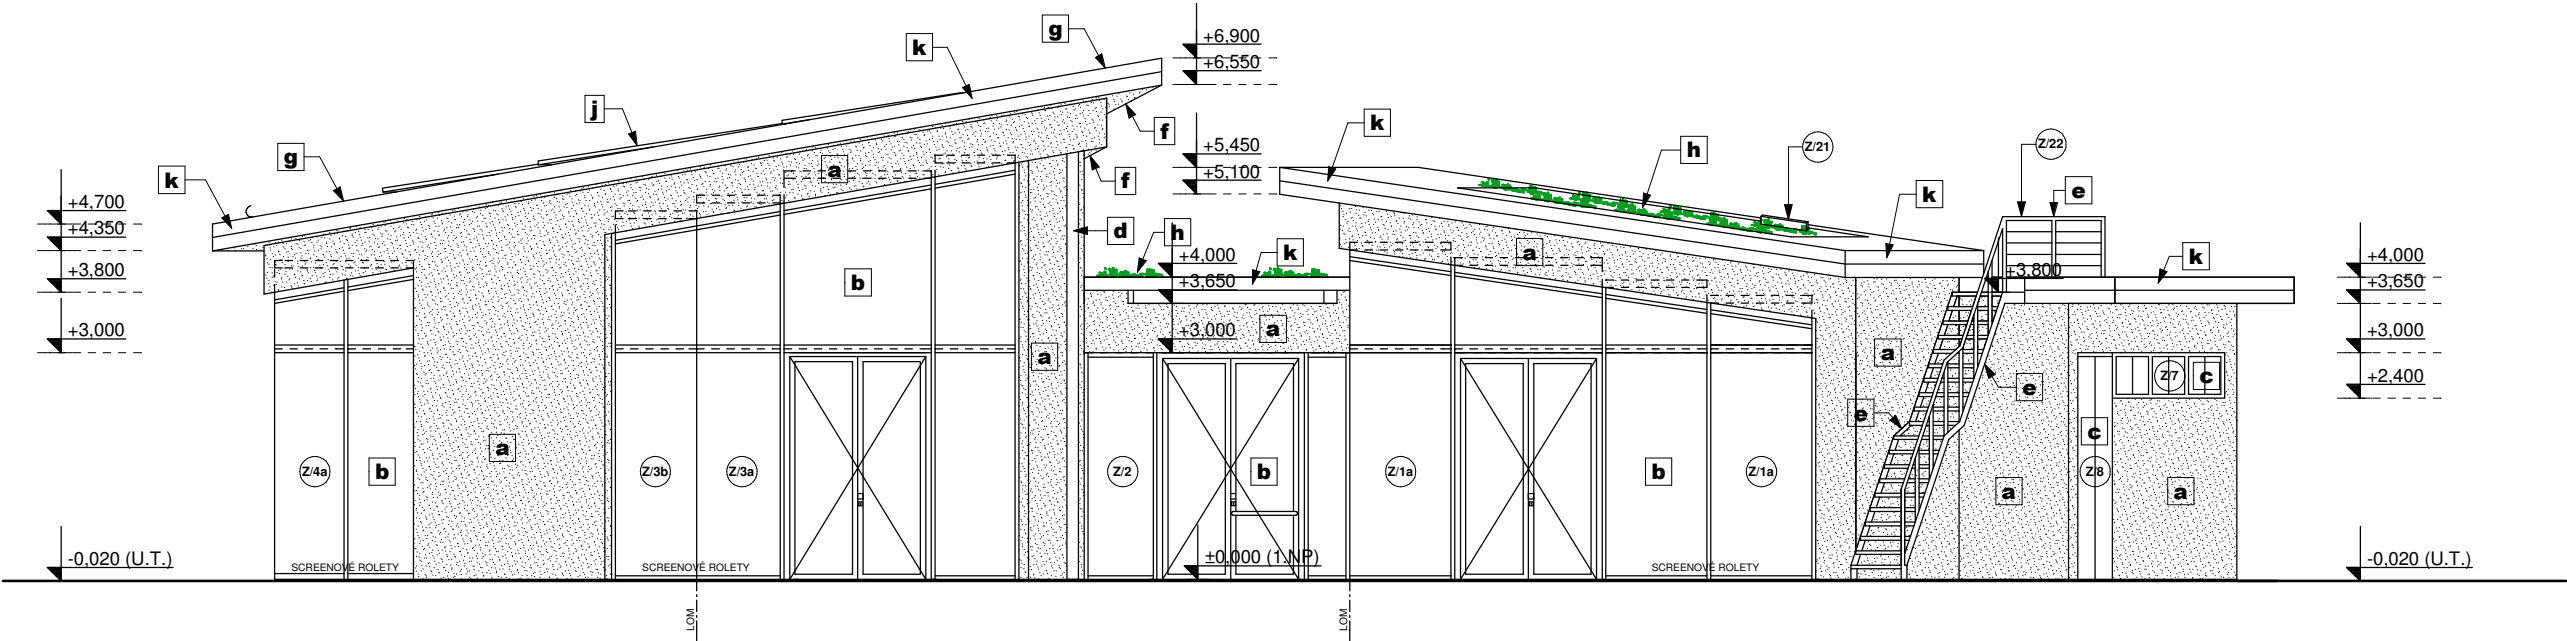 +6,900
+6,550
g
k
j
f
f
g
k
+4,700
+4,350
+3,800
+3,000
-0,020 (U.T.)
a
b
d
h
+5,450
+5,100
k
h
Z/21
k
Z/22
e
k
+4,000
+3,650
+3,000
k
a
a
+3,800
+4,000
+3,650
+3,000
+2,400
-0,020 (U.T.)
a
a
e
e
Z/7
c
c
Z/4a
b
a
Z/3b
Z/3a
Z/2
b
Z/1a
b
Z/1a
a
Z/8
a
SCREENOVÉ ROLETY
SCREENOVÉ ROLETY
±0,000 (1.NP)
SCREENOVÉ ROLETY
LOM
LOM